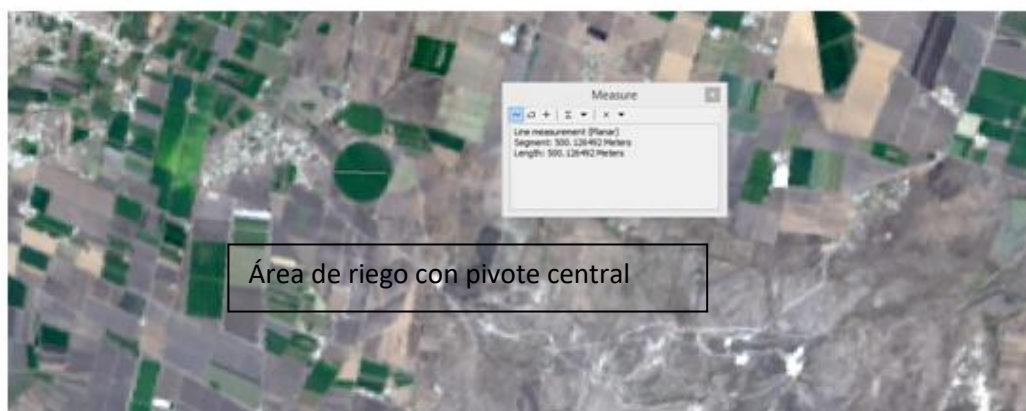 Measure
Line measurement (Planar)
Segment: 500.126492 Meters
Length: 500.126492 Meters
Área de riego con pivote central